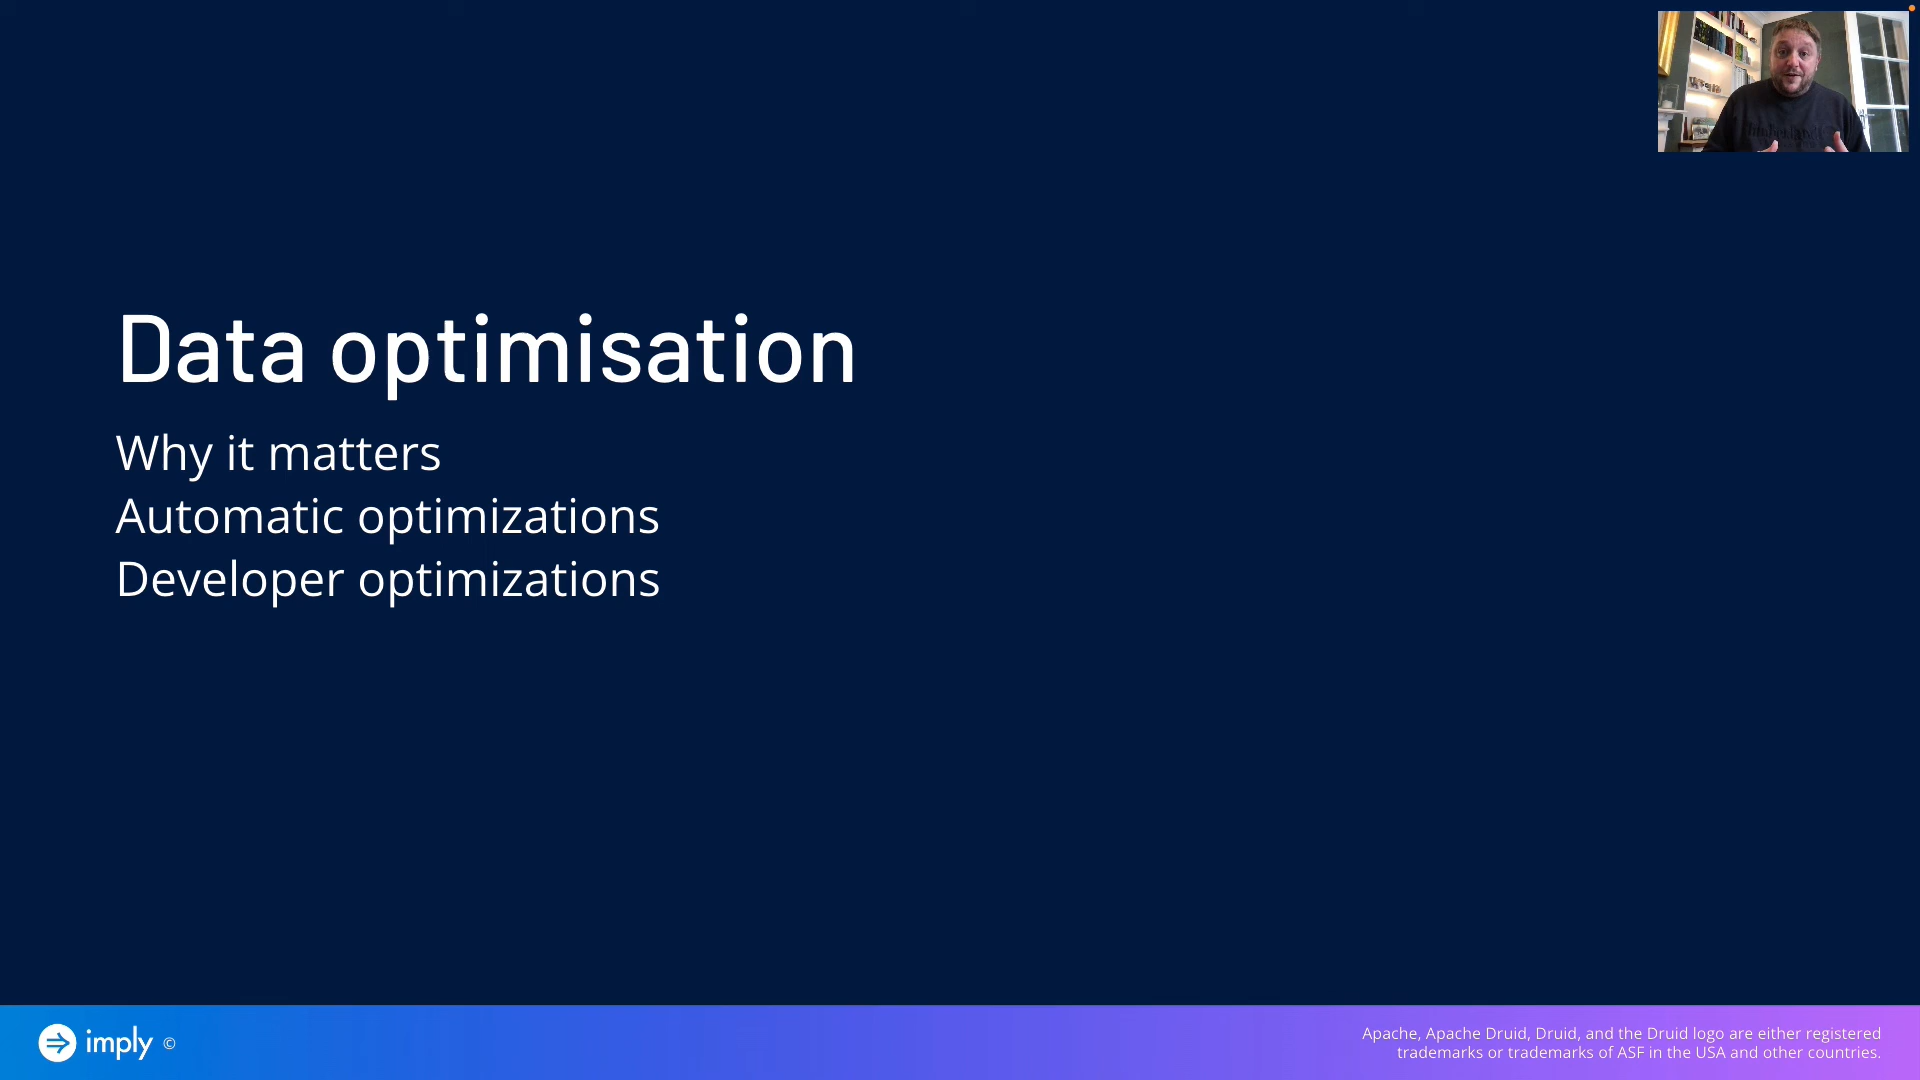 Data optimisation
Why it matters
Automatic optimizations
Developer optimizations
imply ©
Apache, Apache Druid, Druid, and the Druid logo are either registered
trademarks or trademarks of ASF in the USA and other countries.